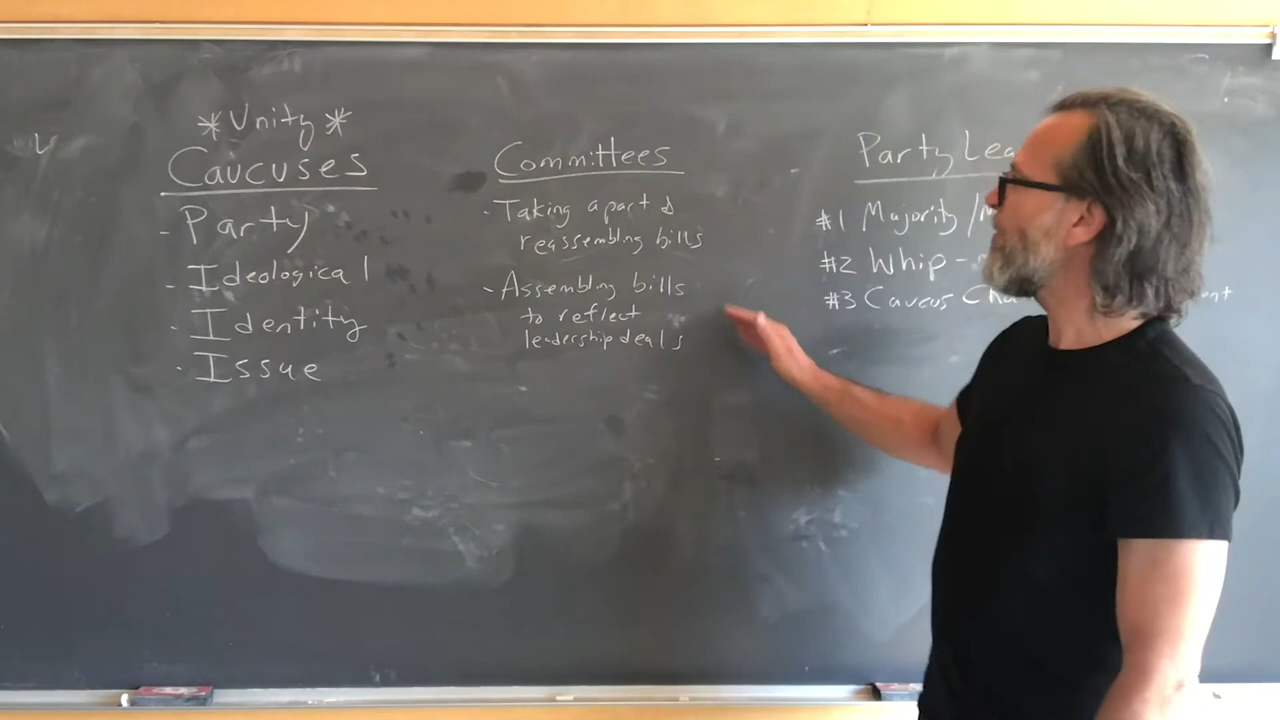 *Unity*
Caucuses
- Party
- Ideological
- Identity
- Issue
Committees
- Taking apart &
reassembling bills
- Assembling bills
to reflect
leadership deals
Party Lea
#1 Majority /M
#2 Whip -
#3 Caucus Cha